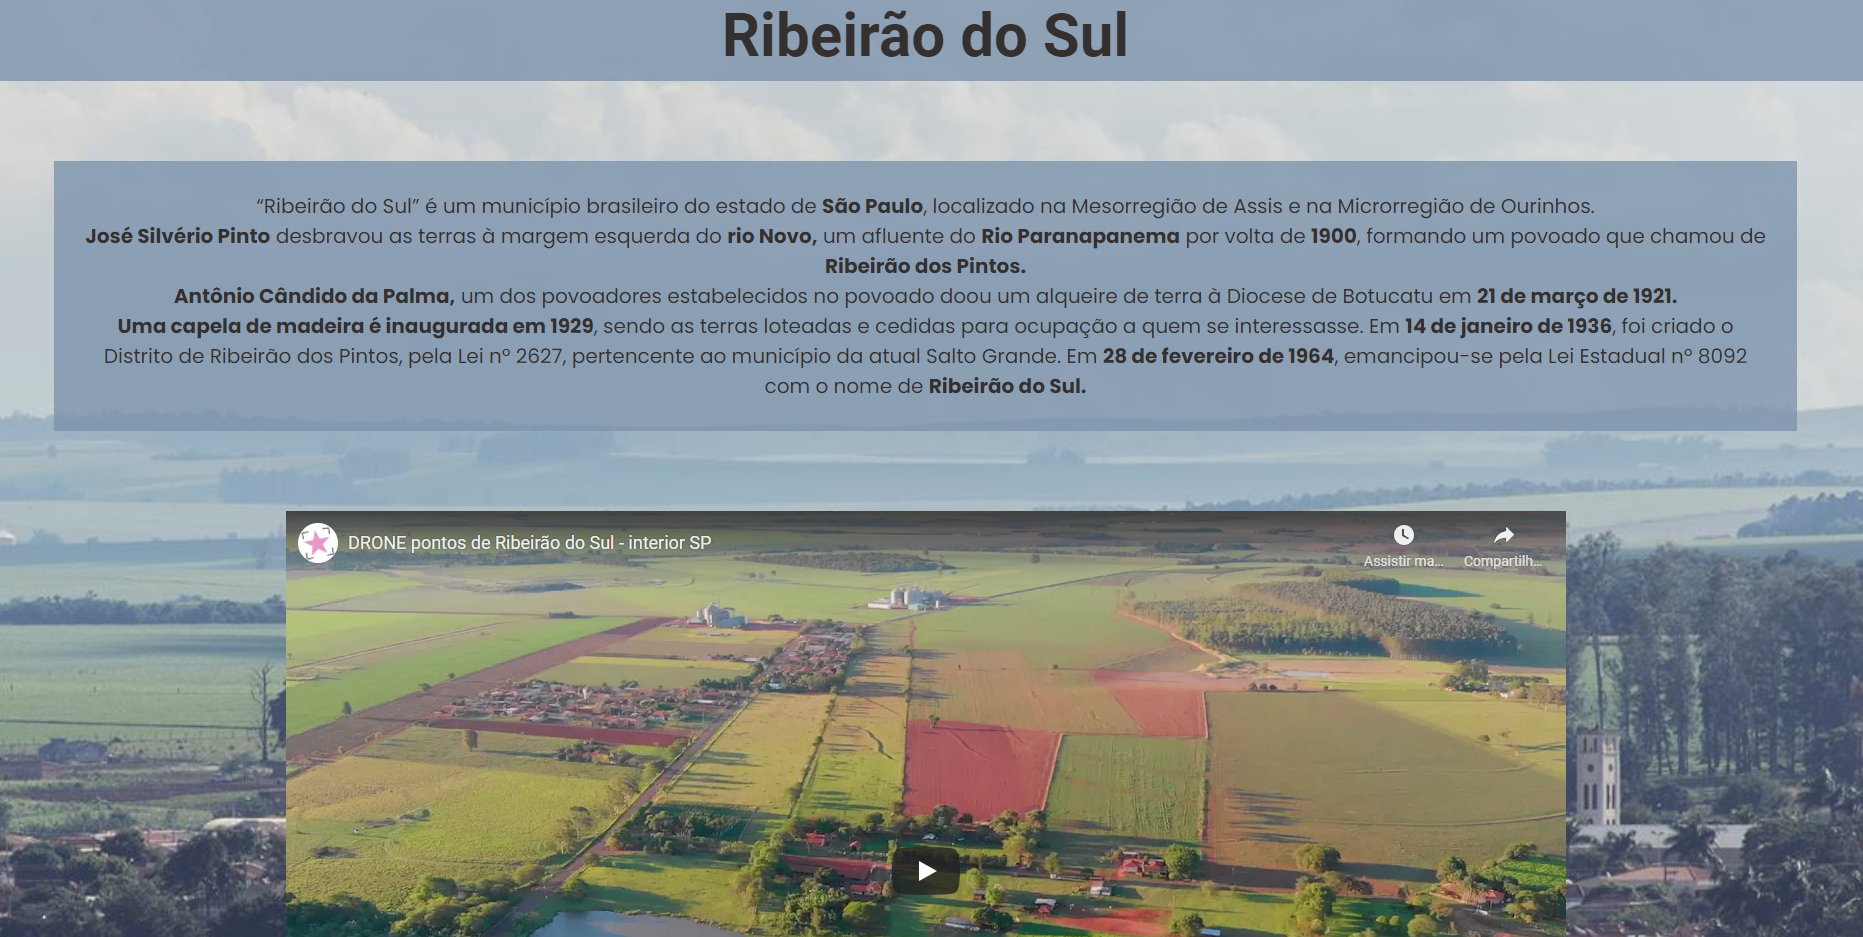 Ribeirão do Sul
“Ribeirão do Sul” é um município brasileiro do estado de São Paulo, localizado na Mesorregião de Assis e na Microrregião de Ourinhos.
José Silvério Pinto desbravou as terras à margem esquerda do rio Novo, um afluente do Rio Paranapanema por volta de 1900, formando um povoado que chamou de
Ribeirão dos Pintos.
Antônio Cândido da Palma, um dos povoadores estabelecidos no povoado doou um alqueire de terra à Diocese de Botucatu em 21 de março de 1921.
Uma capela de madeira é inaugurada em 1929, sendo as terras loteadas e cedidas para ocupação a quem se interessasse. Em 14 de janeiro de 1936, foi criado o
Distrito de Ribeirão dos Pintos, pela Lei nº 2627, pertencente ao município da atual Salto Grande. Em 28 de fevereiro de 1964, emancipou-se pela Lei Estadual nº 8092
com o nome de Ribeirão do Sul.
DRONE pontos de Ribeirão do Sul - interior SP
Assistir ma...
Compartilh...